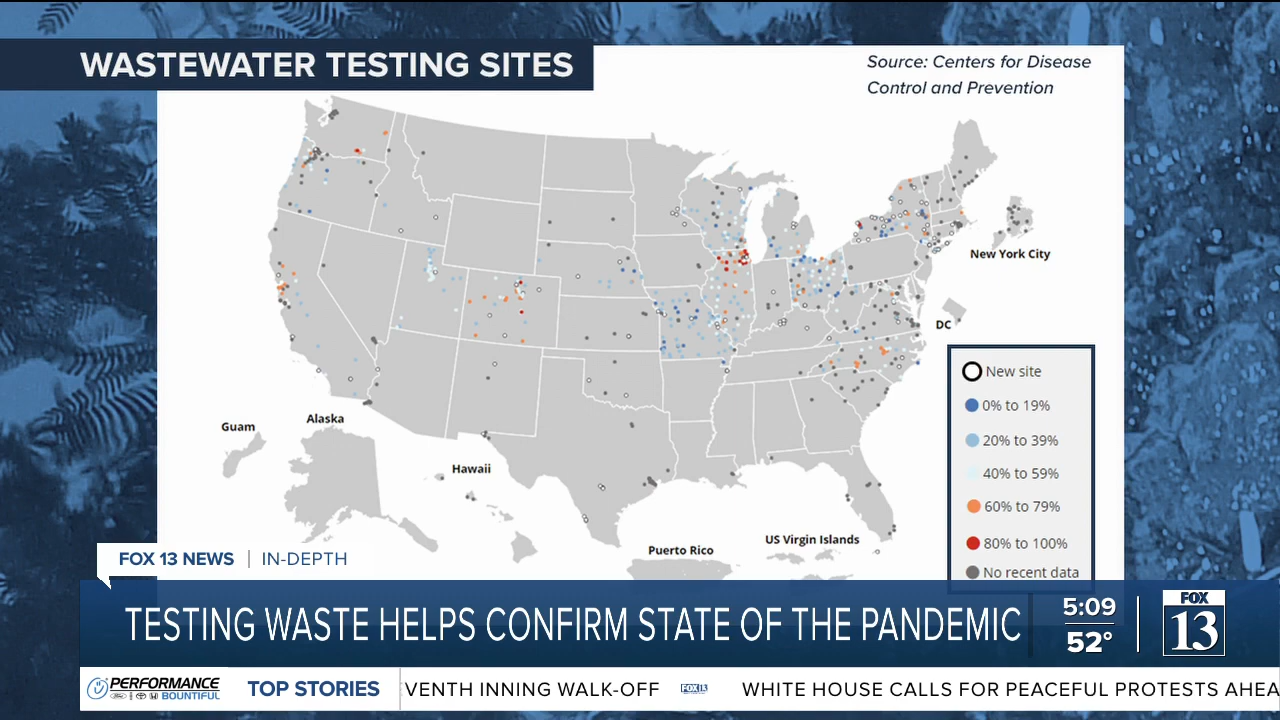 WASTEWATER TESTING SITES
Source: Centers for Disease
Control and Prevention
New York City
DC
New site
0% to 19%
20% to 39%
40% to 59%
60% to 79%
80% to 100%
No recent data
Guam
Alaska
Hawaii
Puerto Rico
US Virgin Islands
FOX 13 NEWS | IN-DEPTH
TESTING WASTE HELPS CONFIRM STATE OF THE PANDEMIC
5:09
52°
FOX
13
PERFORMANCE
BOUNTIFUL
TOP STORIES
VENTH INNING WALK-OFF
FOX 13
WHITE HOUSE CALLS FOR PEACEFUL PROTESTS AHEA